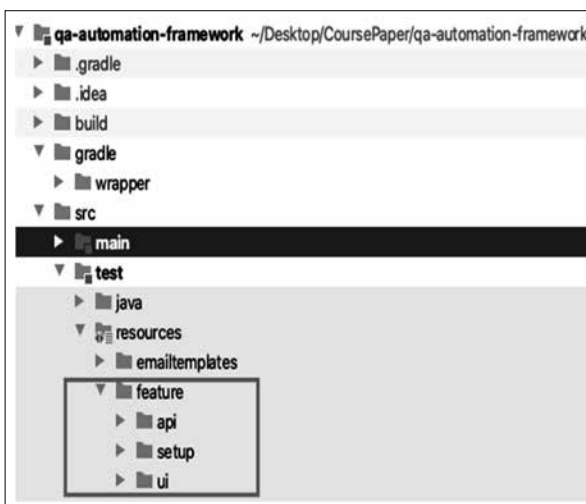 qa-automation-framework ~/Desktop/CoursePaper/qa-automation-framework
.gradle
.idea
build
gradle
wrapper
src
main
test
java
resources
emailtemplates
feature
api
setup
ui